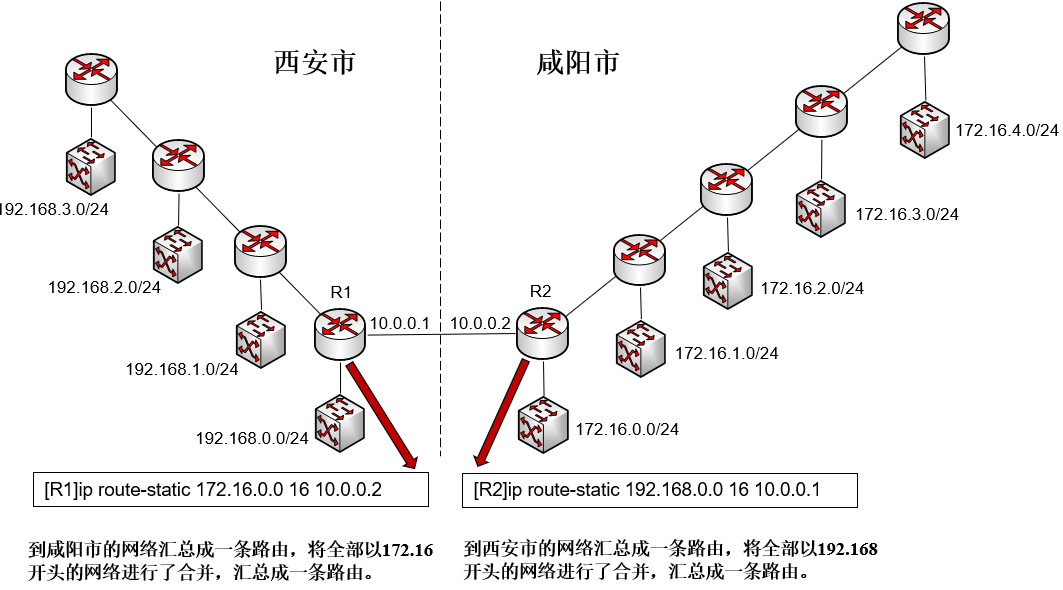 西安市
咸阳市
172.16.4.0/24
192.168.3.0/24
172.16.3.0/24
192.168.2.0/24
172.16.2.0/24
R1
R2
10.0.0.1
10.0.0.2
172.16.1.0/24
192.168.1.0/24
172.16.0.0/24
192.168.0.0/24
[R1]ip route-static 172.16.0.0 16 10.0.0.2
[R2]ip route-static 192.168.0.0 16 10.0.0.1
到咸阳市的网络汇总成一条路由，将全部以172.16
开头的网络进行了合并，汇总成一条路由。
到西安市的网络汇总成一条路由，将全部以192.168
开头的网络进行了合并，汇总成一条路由。